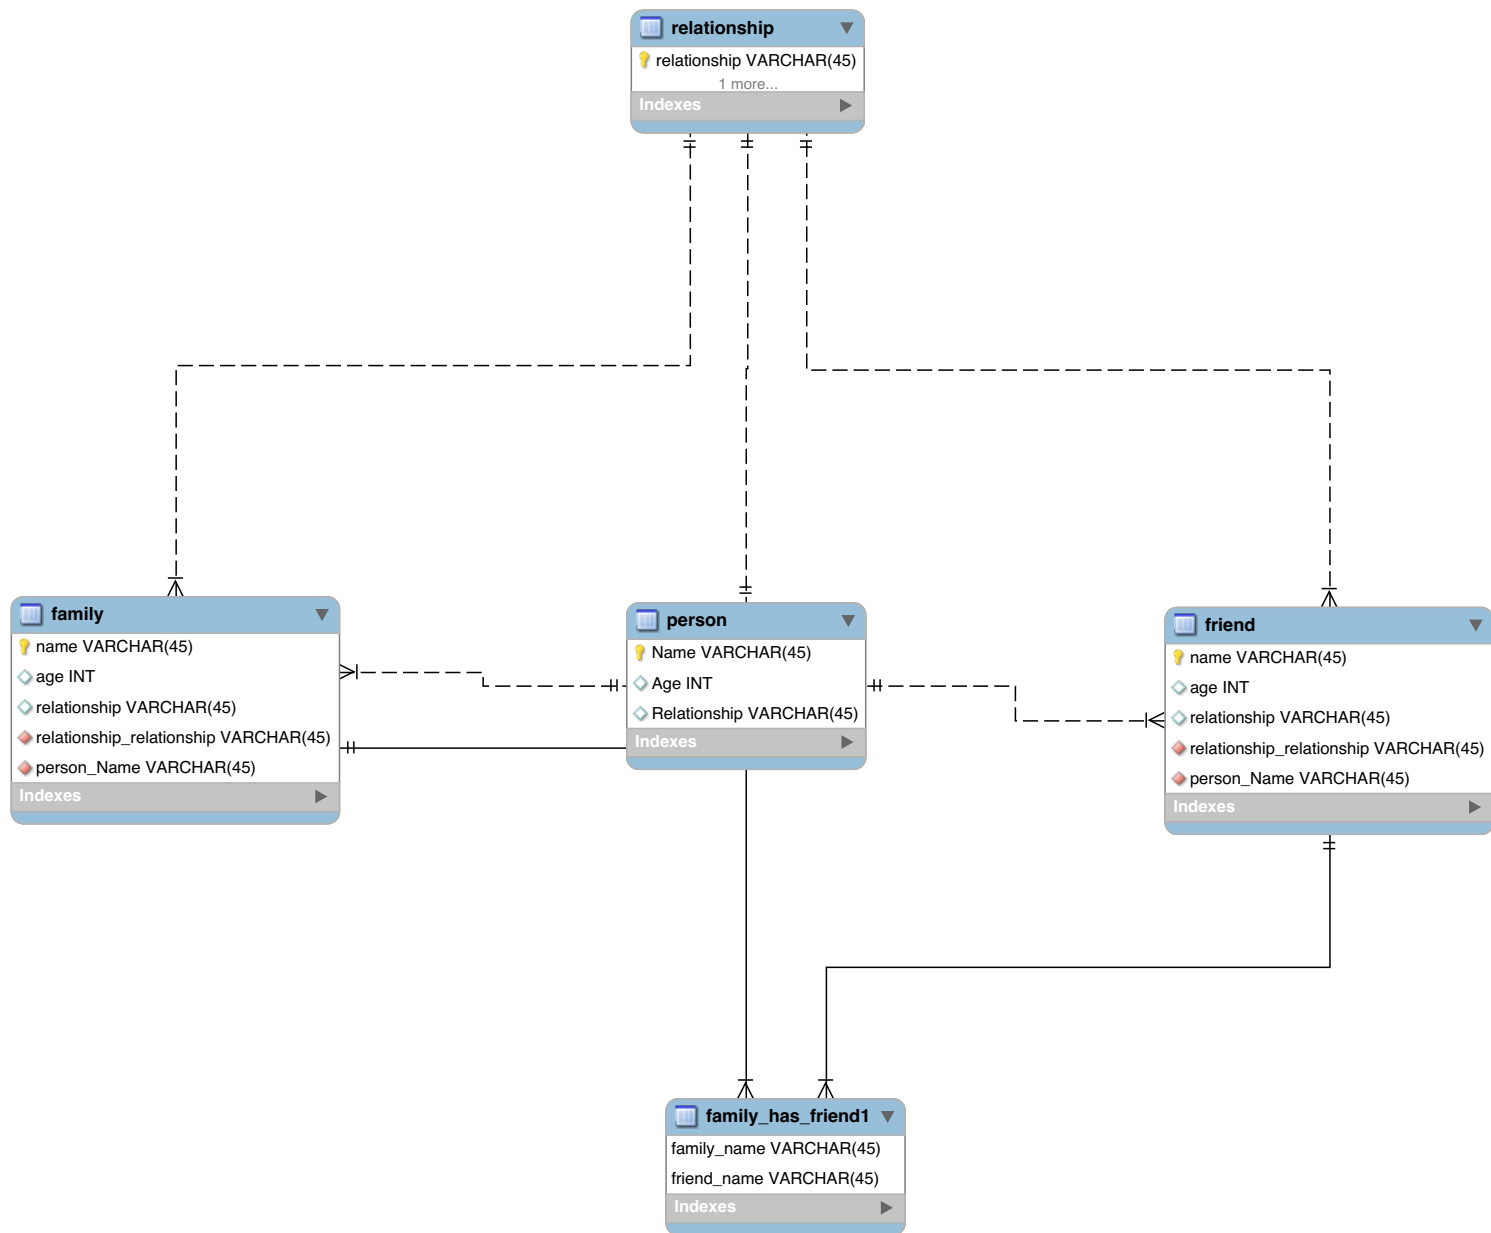 relationship
relationship VARCHAR(45)
1 more...
Indexes
family
name VARCHAR(45)
age INT
relationship VARCHAR(45)
relationship_relationship VARCHAR(45)
person_Name VARCHAR(45)
Indexes
person
Name VARCHAR(45)
Age INT
Relationship VARCHAR(45)
Indexes
friend
name VARCHAR(45)
age INT
relationship VARCHAR(45)
relationship_relationship VARCHAR(45)
person_Name VARCHAR(45)
Indexes
family_has_friend1
family_name VARCHAR(45)
friend_name VARCHAR(45)
Indexes